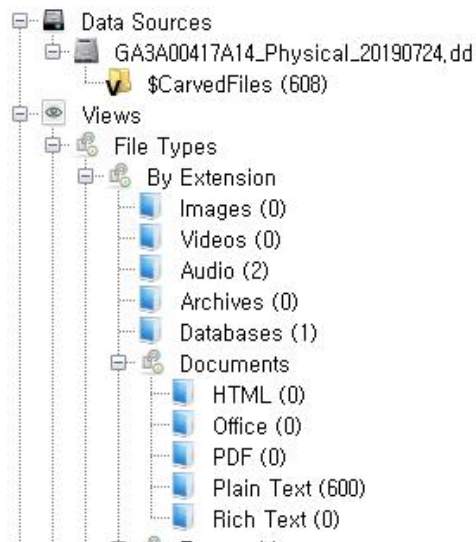 Data Sources
GA3A00417A14_Physical_20190724.dd
$CarvedFiles (608)
Views
File Types
By Extension
Images (0)
Videos (0)
Audio (2)
Archives (0)
Databases (1)
Documents
HTML (0)
Office (0)
PDF (0)
Plain Text (600)
Rich Text (0)